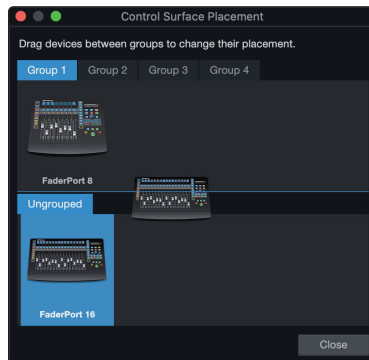 Control Surface Placement
Drag devices between groups to change their placement.
Group 1 Group 2 Group 3 Group 4
FaderPort 8
Ungrouped
FaderPort 16
Close